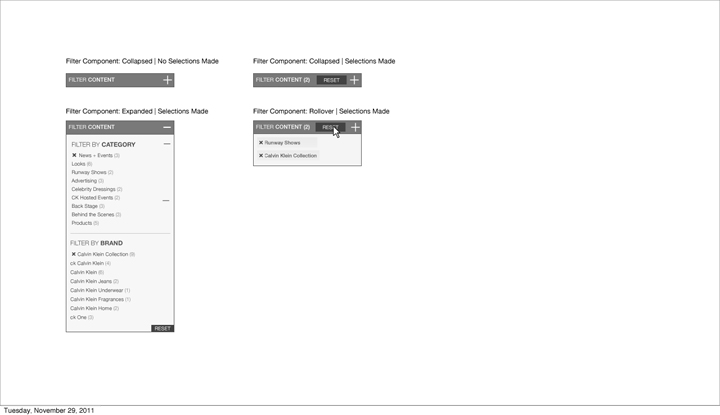 Filter Component: Collapsed | No Selections Made
FILTER CONTENT
Filter Component: Collapsed | Selections Made
FILTER CONTENT (2) RESET
Filter Component: Expanded | Selections Made
FILTER CONTENT
FILTER BY CATEGORY
News + Events (3)
Looks (6)
Runway Shows (2)
Advertising (3)
Celebrity Dressings (2)
CK Hosted Events (2)
Back Stage (3)
Behind the Scenes (3)
Products (5)
FILTER BY BRAND
Calvin Klein Collection (8)
ck Calvin Klein (4)
Calvin Klein (6)
Calvin Klein Jeans (2)
Calvin Klein Underwear (1)
Calvin Klein Fragrances (1)
Calvin Klein Home (2)
ck One (3)
RESET
Filter Component: Rollover | Selections Made
FILTER CONTENT (2) RESET
Runway Shows
Calvin Klein Collection
Tuesday, November 29, 2011